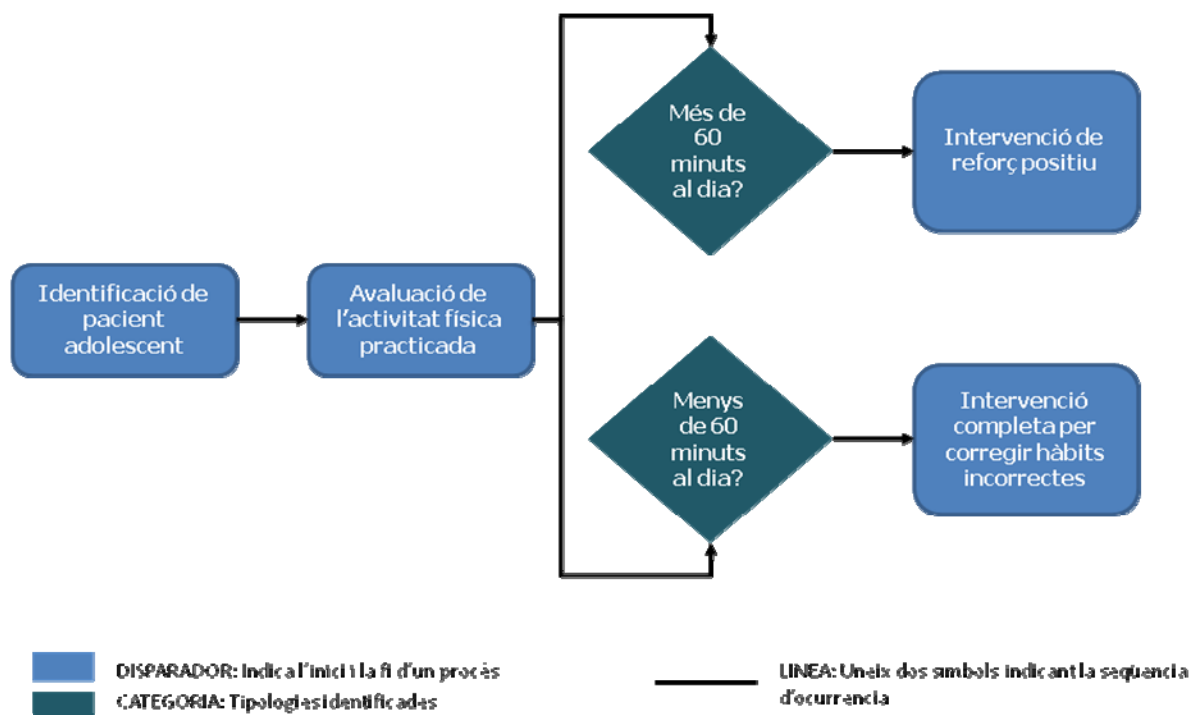 Més de
60
minuts
al dia?
Intervenció de
reforç positiu
Identificació de
pacient
adolescent
Avaluació de
l'activitat física
practicada
Menys
de 60
minuts
al dia?
Intervenció
completa per
corregir hàbits
incorrectes
DISPARADOR: Indica l'inici i la fi d'un procès
CATEGORIA: Tipologies identificades
LINEA: Uneix dos simbols indicant la sequencia
d'ocurrencia